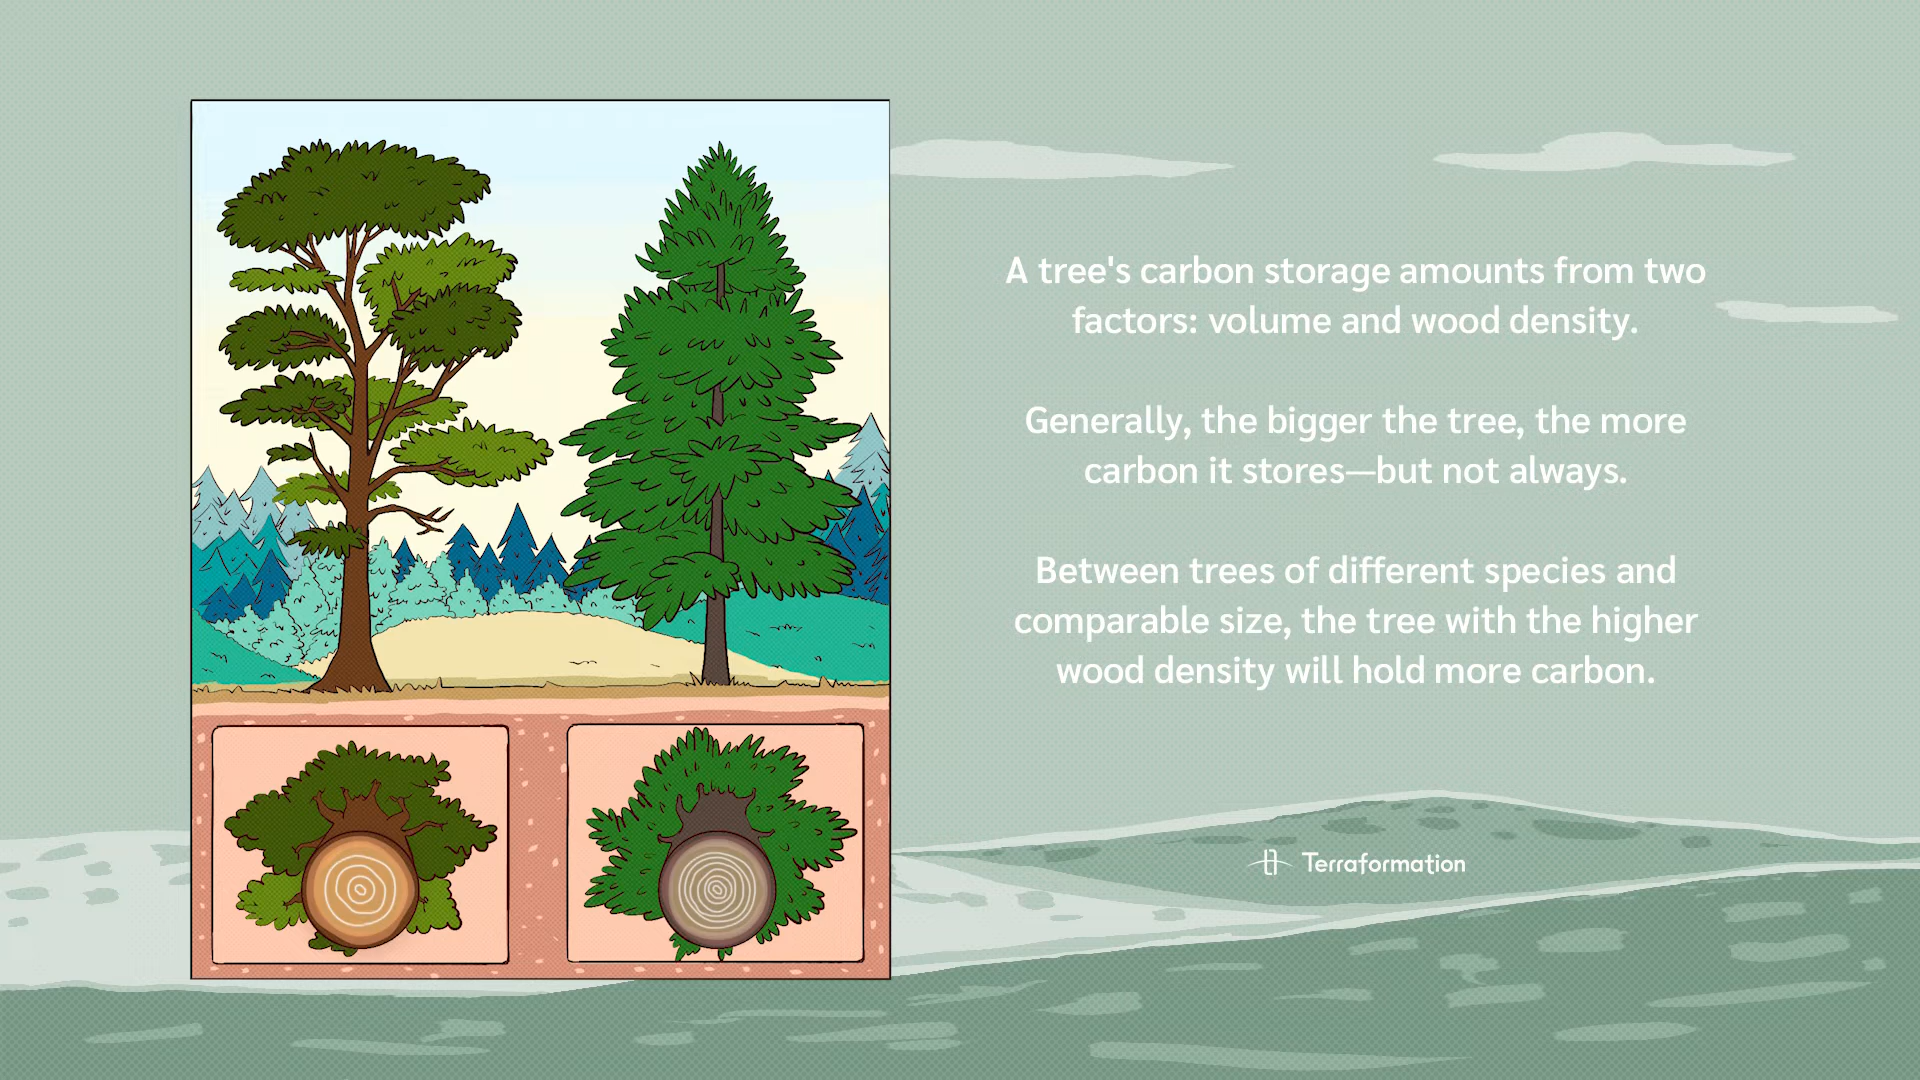 A tree's carbon storage amounts from two
factors: volume and wood density.
Generally, the bigger the tree, the more
carbon it stores—but not always.
Between trees of different species and
comparable size, the tree with the higher
wood density will hold more carbon.
Terraformation